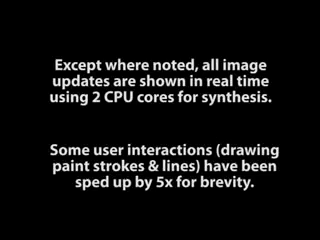 Except where noted, all image
updates are shown in real time
using 2 CPU cores for synthesis.
Some user interactions (drawing
paint strokes & lines) have been
sped up by 5x for brevity.